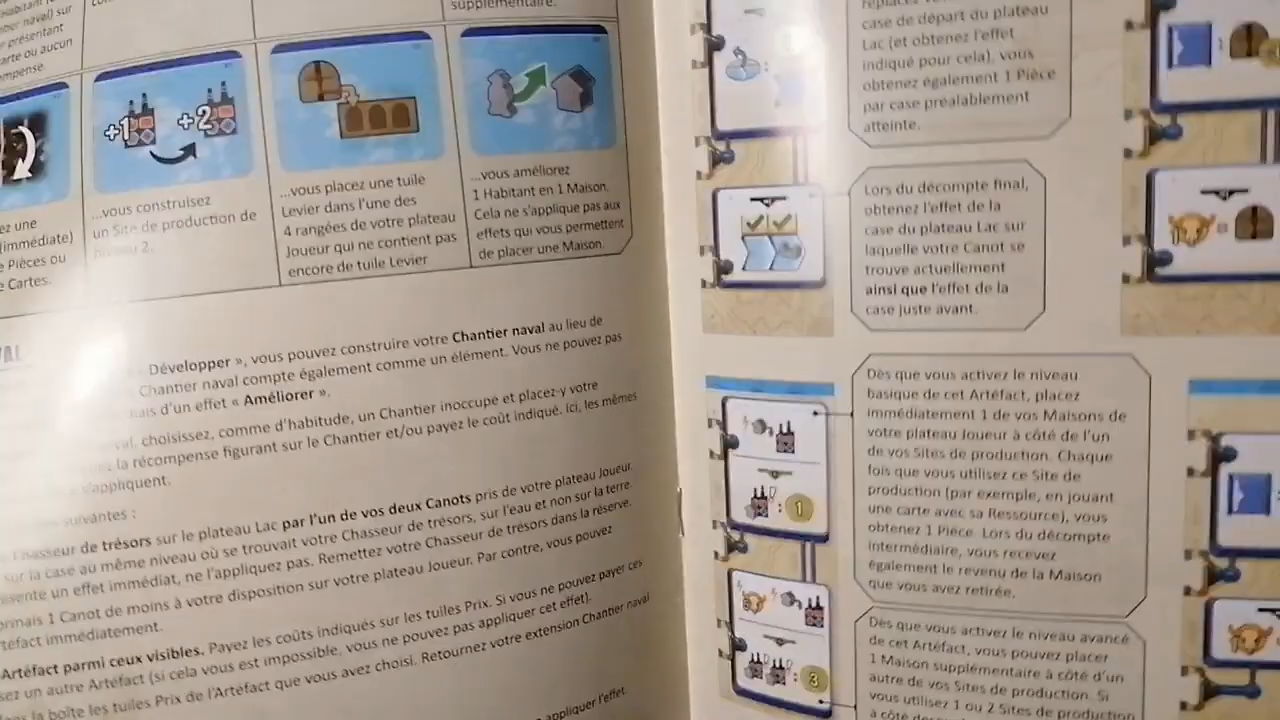 supplémentaire.
arte ou aucun
mpense.
+1
+2
ez une
(immédiate)
Pièces ou
e Cartes.
...vous construisez
un Site de production de
niveau 2.
...vous placez une tuile
Levier dans l'une des
4 rangées de votre plateau
Joueur qui ne contient pas
encore de tuile Levier
...vous améliorez
1 Habitant en 1 Maison.
Cela ne s'applique pas aux
effets qui vous permettent
de placer une Maison.
Développer », vous pouvez construire votre Chantier naval au lieu de
Chantier naval compte également comme un élément. Vous ne pouvez pas
d'un effet « Améliorer ».
choisissez, comme d'habitude, un Chantier inoccupé et placez-y votre
la récompense figurant sur le Chantier et/ou payez le coût indiqué. Ici, les mêmes
s'appliquent.
suivantes :
Chasseur de trésors sur le plateau Lac par l'un de vos deux Canots pris de votre plateau Joueur.
sur la case au même niveau où se trouvait votre Chasseur de trésors, sur l'eau et non sur la terre.
un effet immédiat, ne l'appliquez pas. Remettez votre Chasseur de trésors dans la réserve.
1 Canot de moins à votre disposition sur votre plateau Joueur. Par contre, vous pouvez
immédiatement.
Artéfact parmi ceux visibles. Payez les coûts indiqués sur les tuiles Prix. Si vous ne pouvez payer ces
un autre Artéfact (si cela vous est impossible, vous ne pouvez pas appliquer cet effet).
la boîte les tuiles Prix de l'Artéfact que vous avez choisi. Retournez votre extension Chantier naval
appliquer l'effet.
case de départ du plateau
Lac (et obtenez l'effet
indiqué pour cela), vous
obtenez également 1 Pièce
par case préalablement
atteinte.
Lors du décompte final,
obtenez l'effet de la
case du plateau Lac sur
laquelle votre Canot se
trouve actuellement
ainsi que l'effet de la
case juste avant.
1
3
Dès que vous activez le niveau
basique de cet Artéfact, placez
immédiatement 1 de vos Maisons de
votre plateau Joueur à côté de l'un
de vos Sites de production. Chaque
fois que vous utilisez ce Site de
production (par exemple, en jouant
une carte avec sa Ressource), vous
obtenez 1 Pièce. Lors du décompte
intermédiaire, vous recevez
également le revenu de la Maison
que vous avez retirée.
Dès que vous activez le niveau avancé
de cet Artéfact, vous pouvez placer
1 Maison supplémentaire à côté d'un
autre de vos Sites de production. Si
vous utilisez 1 ou 2 Sites de production